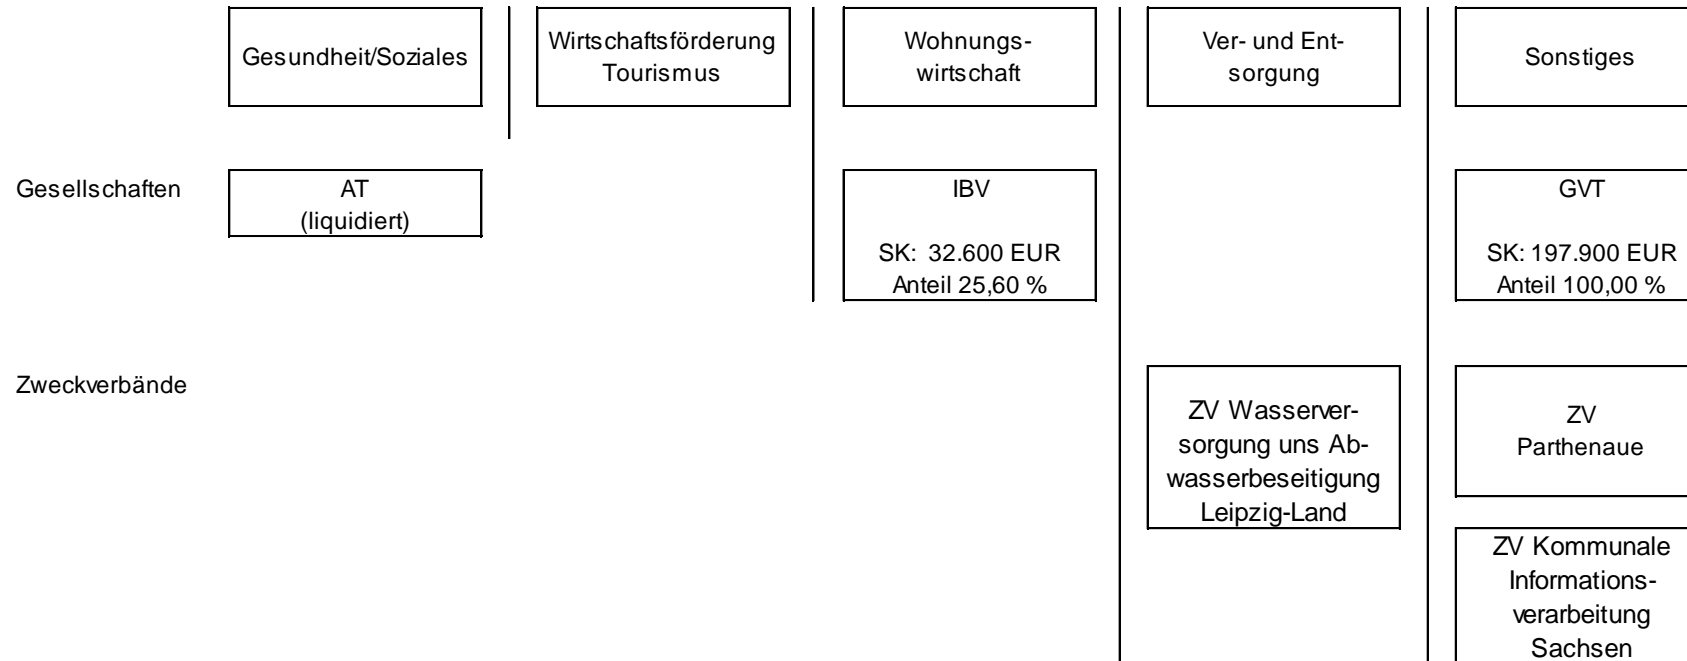 Gesundheit/Soziales
Wirtschaftsförderung
Tourismus
Wohnungs-
wirtschaft
Ver- und Ent-
sorgung
Sonstiges
Gesellschaften
AT
(liquidiert)
IBV
SK: 32.600 EUR
Anteil 25,60 %
GVT
SK: 197.900 EUR
Anteil 100,00 %
Zweckverbände
ZV Wasserver-
sorgung uns Ab-
wasserbeseitigung
Leipzig-Land
ZV
Parthenaue
ZV Kommunale
Informations-
verarbeitung
Sachsen